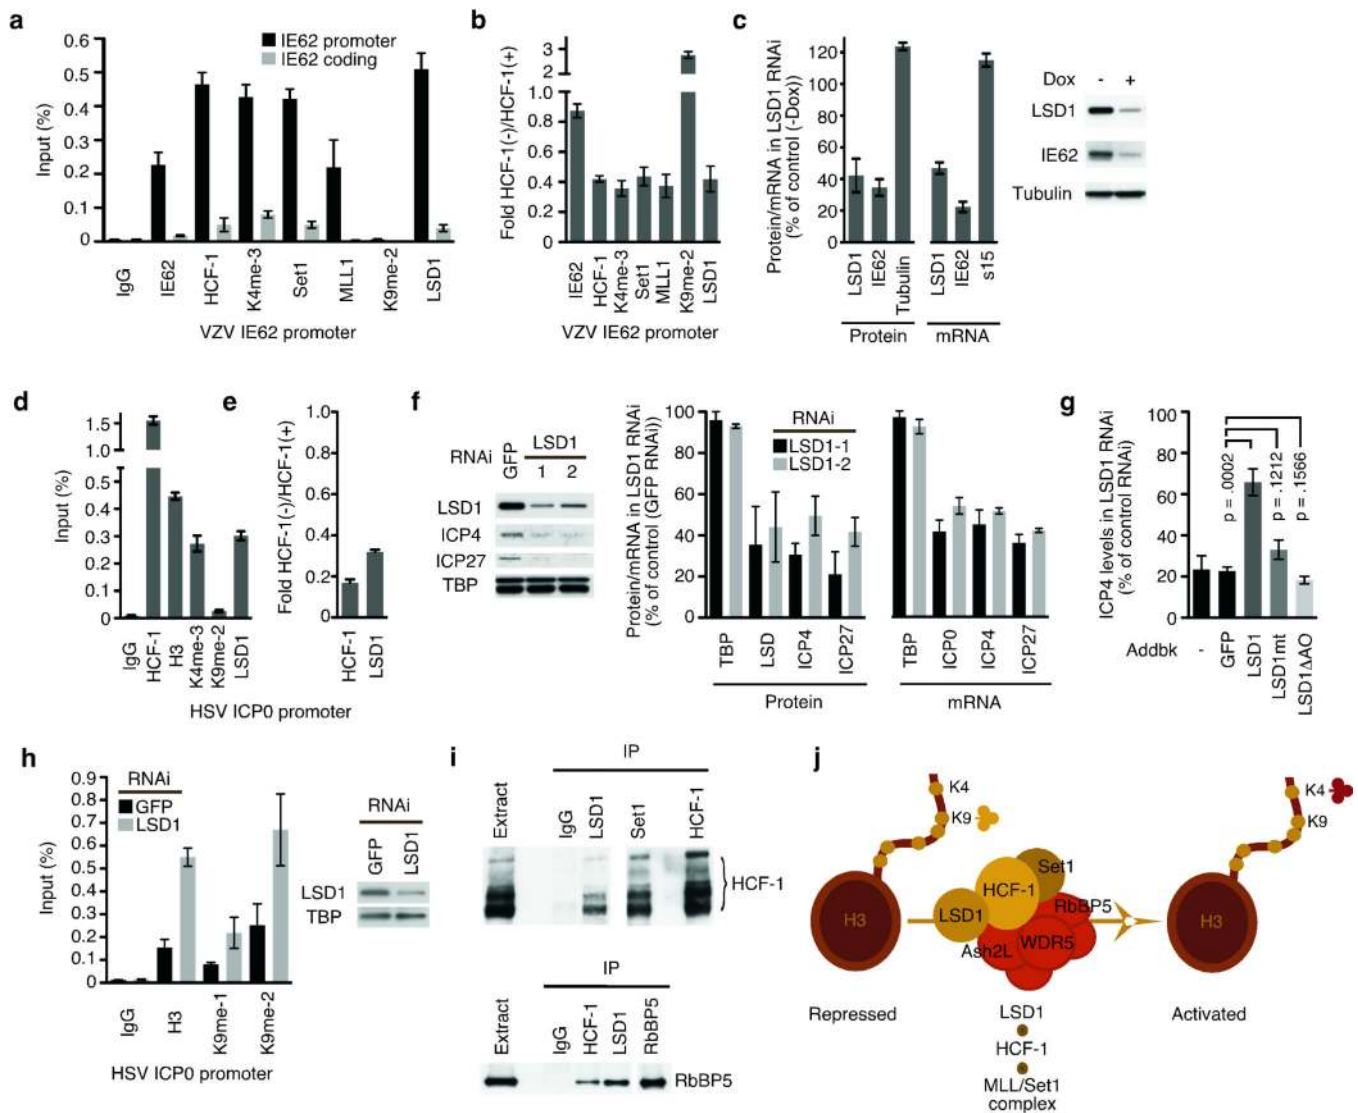 a
0.6
0.5
0.4
0.3
0.2
0.1
0
Input (%)
IE62 promoter
IE62 coding
IgG
IE62
HCF-1
K4me-3
Set1
MLL1
K9me-2
LSD1
VZV IE62 promoter
b
3
2
1.0
0.8
0.6
0.4
0.2
0
Fold HCF-1(-)/HCF-1(+)
IE62
HCF-1
K4me-3
Set1
MLL1
K9me-2
LSD1
VZV IE62 promoter
c
120
100
80
60
40
20
0
Protein/mRNA in LSD1 RNAi
(% of control (-Dox))
LSD1
IE62
Tubulin
LSD1
IE62
s15
Protein
mRNA
Dox - +
LSD1
IE62
Tubulin
d
1.5
1.0
0.5
0.4
0.3
0.2
0.1
0
Input (%)
IgG
HCF-1
H3
K4me-3
K9me-2
LSD1
e
1.0
0.8
0.6
0.4
0.2
0
Fold HCF-1(-)/HCF-1(+)
HCF-1
LSD1
HSV ICP0 promoter
f
RNAi
GFP
LSD1
1 2
LSD1
ICP4
ICP27
TBP
100
80
60
40
20
0
Protein/mRNA in LSD1 RNAi
(% of control (GFP RNAi))
RNAi
LSD1-1
LSD1-2
TBP
LSD
ICP4
ICP27
Protein
100
80
60
40
20
0
TBP
ICP0
ICP4
ICP27
mRNA
g
100
80
60
40
20
0
ICP4 levels in LSD1 RNAi
(% of control RNAi)
p = .0002
p = .1212
p = .1566
Addbk
-
GFP
LSD1
LSD1mt
LSD1ΔAO
h
RNAi
GFP
LSD1
0.9
0.8
0.7
0.6
0.5
0.4
0.3
0.2
0.1
0
Input (%)
IgG
H3
K9me-1
K9me-2
HSV ICP0 promoter
RNAi
GFP
LSD1
LSD1
TBP
i
IP
Extract
IgG
LSD1
Set1
HCF-1
HCF-1
IP
Extract
IgG
HCF-1
LSD1
RbBP5
RbBP5
j
K4
K9
H3
Repressed
Set1
HCF-1
LSD1
RbBP5
Ash2L
WDR5
LSD1
HCF-1
MLL/Set1
complex
K4
K9
H3
Activated